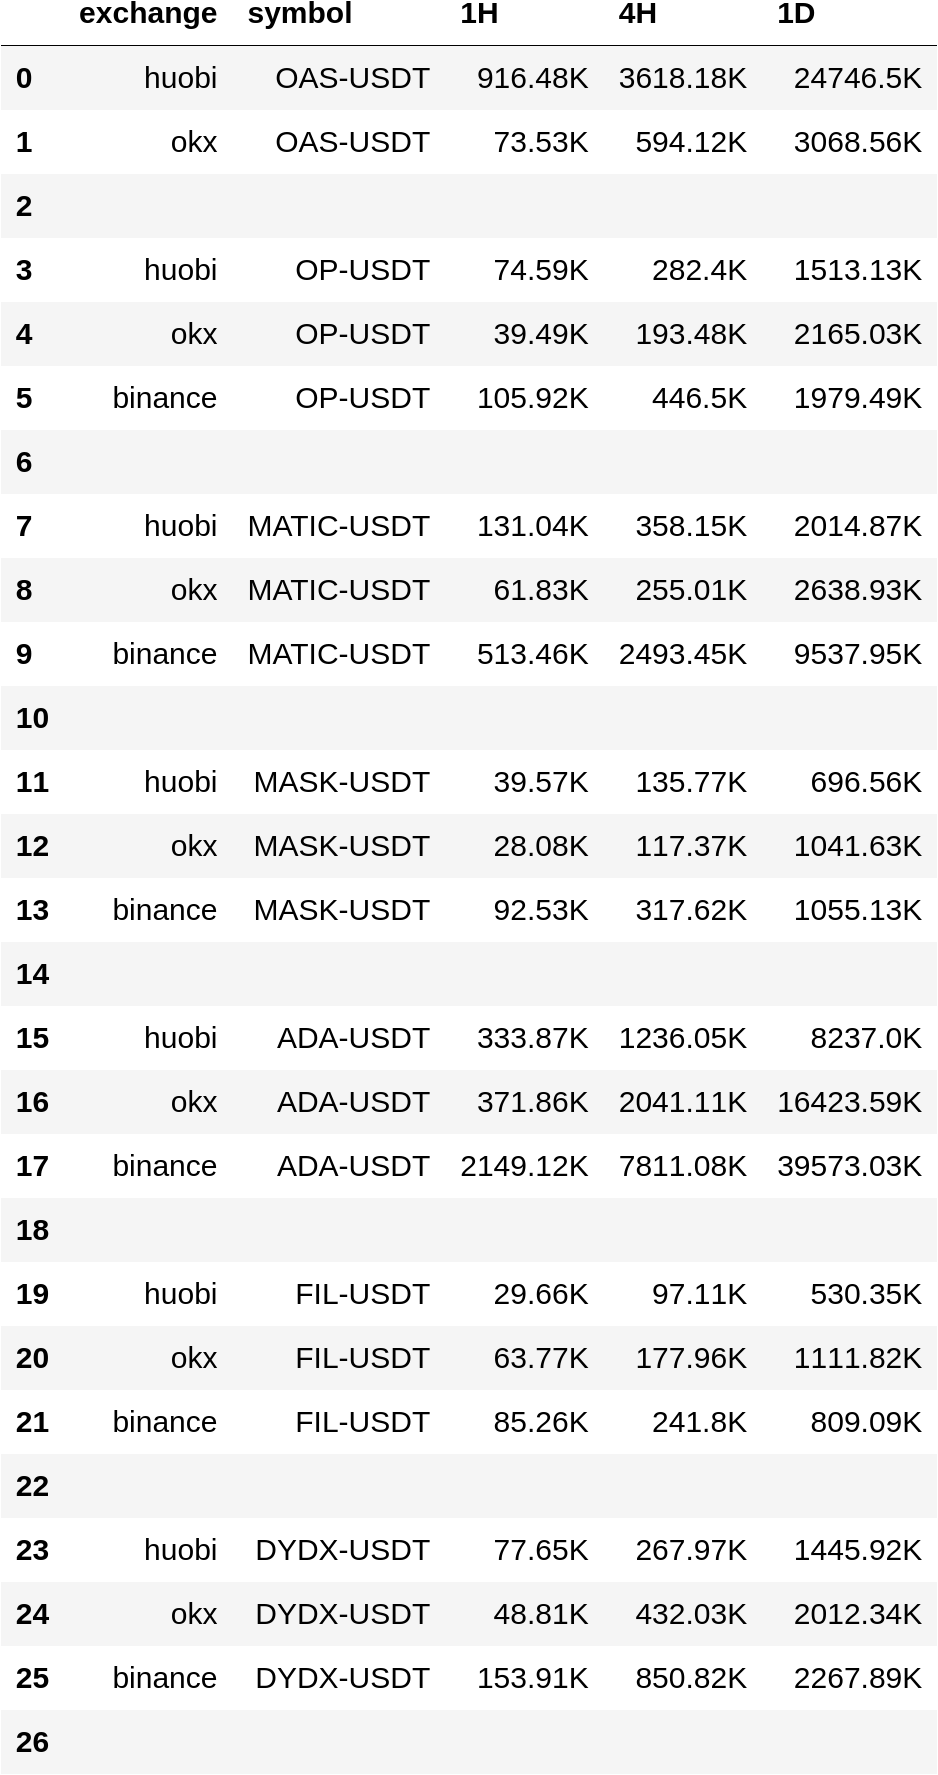 exchange symbol 1H 4H 1D
0 huobi OAS-USDT 916.48K 3618.18K 24746.5K
1 okx OAS-USDT 73.53K 594.12K 3068.56K
2
3 huobi OP-USDT 74.59K 282.4K 1513.13K
4 okx OP-USDT 39.49K 193.48K 2165.03K
5 binance OP-USDT 105.92K 446.5K 1979.49K
6
7 huobi MATIC-USDT 131.04K 358.15K 2014.87K
8 okx MATIC-USDT 61.83K 255.01K 2638.93K
9 binance MATIC-USDT 513.46K 2493.45K 9537.95K
10
11 huobi MASK-USDT 39.57K 135.77K 696.56K
12 okx MASK-USDT 28.08K 117.37K 1041.63K
13 binance MASK-USDT 92.53K 317.62K 1055.13K
14
15 huobi ADA-USDT 333.87K 1236.05K 8237.0K
16 okx ADA-USDT 371.86K 2041.11K 16423.59K
17 binance ADA-USDT 2149.12K 7811.08K 39573.03K
18
19 huobi FIL-USDT 29.66K 97.11K 530.35K
20 okx FIL-USDT 63.77K 177.96K 1111.82K
21 binance FIL-USDT 85.26K 241.8K 809.09K
22
23 huobi DYDX-USDT 77.65K 267.97K 1445.92K
24 okx DYDX-USDT 48.81K 432.03K 2012.34K
25 binance DYDX-USDT 153.91K 850.82K 2267.89K
26